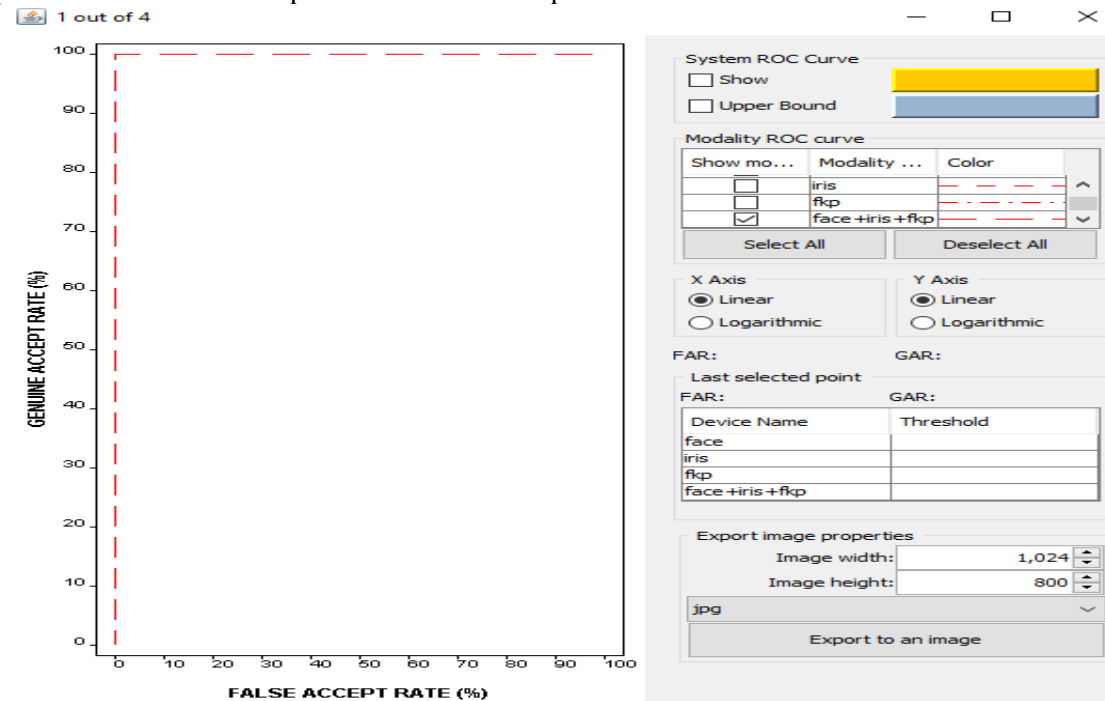 1 out of 4
100
90
80
70
60
50
40
30
20
10
0
GENUINE ACCEPT RATE (%)
0 10 20 30 40 50 60 70 80 90 100
FALSE ACCEPT RATE (%)
System ROC Curve
Show
Upper Bound
Modality ROC curve
Show mo... Modality ... Color
iris
fkp
face+iris+fkp
Select All Deselect All
X Axis Y Axis
Linear Linear
Logarithmic Logarithmic
FAR: GAR:
Last selected point
FAR: GAR:
Device Name Threshold
face
iris
fkp
face+iris+fkp
Export image properties
Image width: 1,024
Image height: 800
jpg
Export to an image